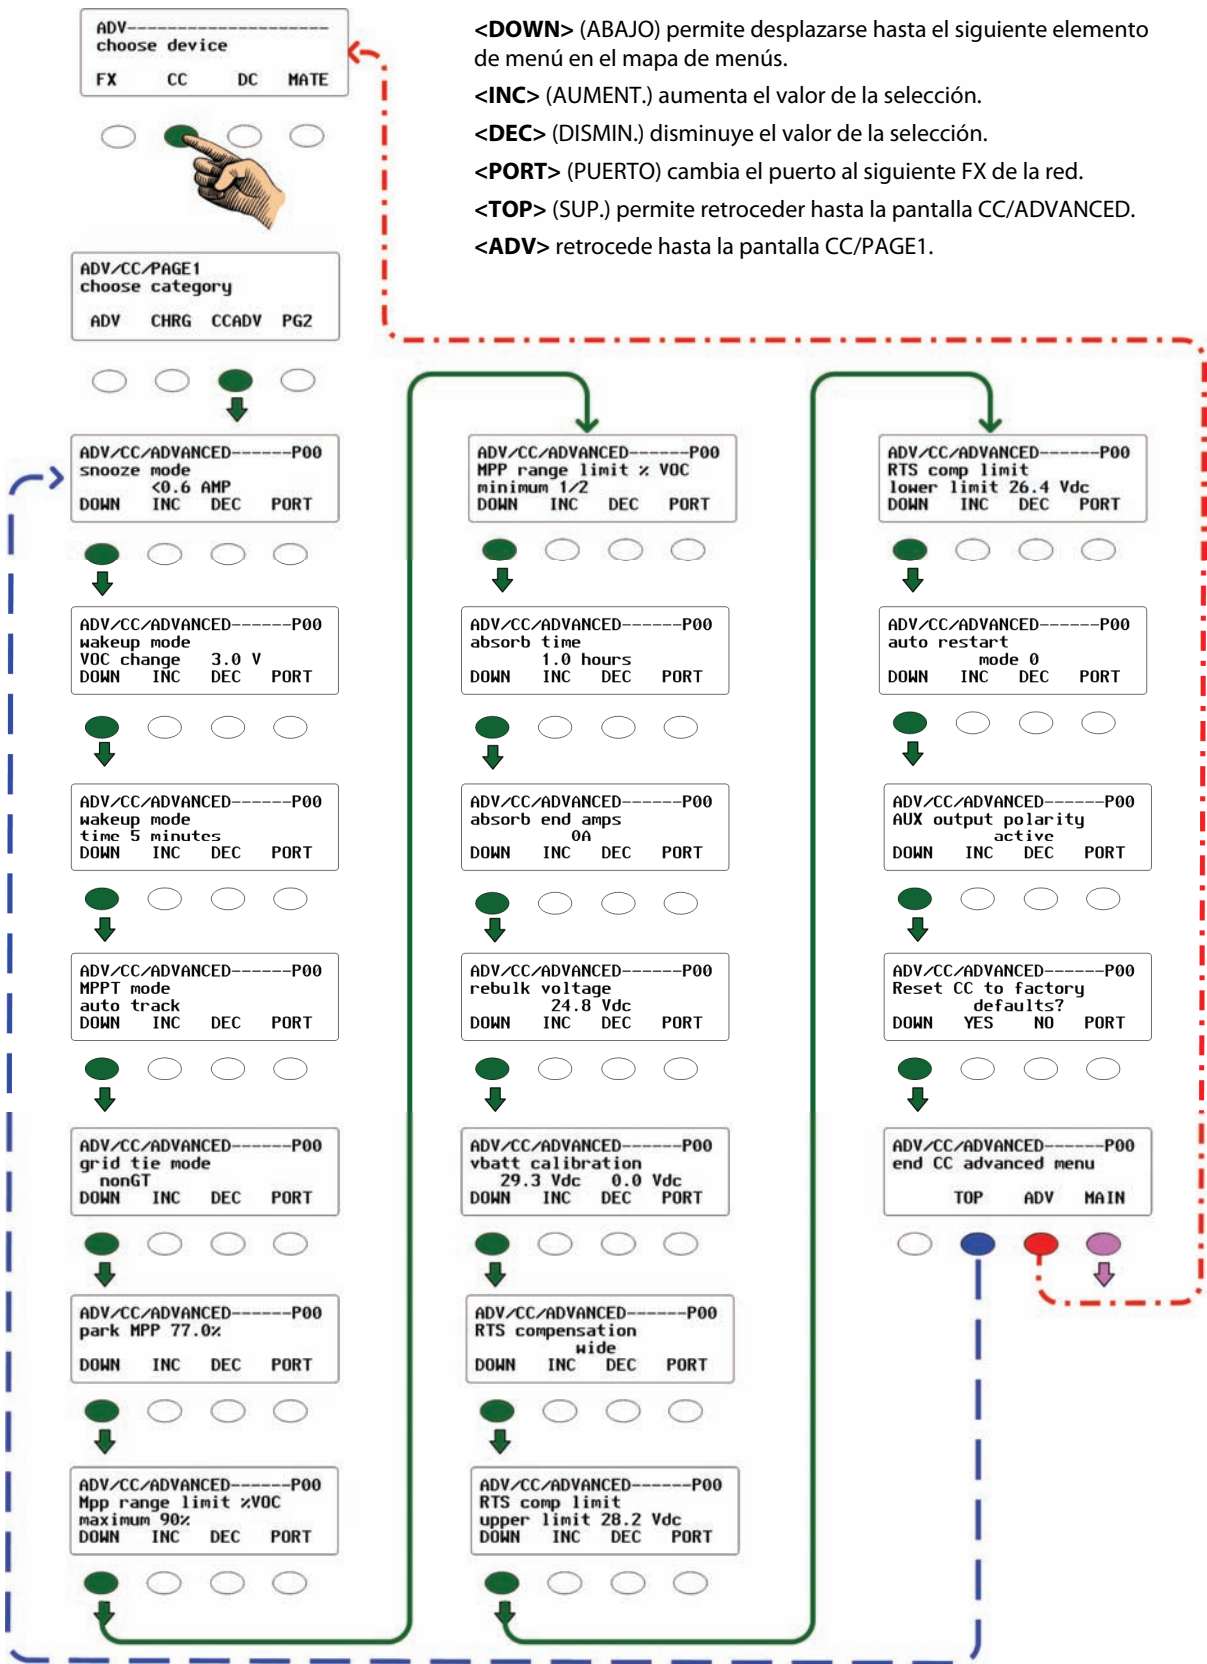 ADV--------------------
choose device
FX CC DC MATE
<DOWN> (ABAJO) permite desplazarse hasta el siguiente elemento
de menú en el mapa de menús.
<INC> (AUMENT.) aumenta el valor de la selección.
<DEC> (DISMIN.) disminuye el valor de la selección.
<PORT> (PUERTO) cambia el puerto al siguiente FX de la red.
<TOP> (SUP.) permite retroceder hasta la pantalla CC/ADVANCED.
<ADV> retrocede hasta la pantalla CC/PAGE1.
ADV/CC/PAGE1
choose category
ADV CHRG CCADV PG2
ADV/CC/ADVANCED------P00
snooze mode
<0.6 AMP
DOWN INC DEC PORT
ADV/CC/ADVANCED------P00
wakeup mode
VOC change 3.0 V
DOWN INC DEC PORT
ADV/CC/ADVANCED------P00
wakeup mode
time 5 minutes
DOWN INC DEC PORT
ADV/CC/ADVANCED------P00
MPPT mode
auto track
DOWN INC DEC PORT
ADV/CC/ADVANCED------P00
grid tie mode
nonGT
DOWN INC DEC PORT
ADV/CC/ADVANCED------P00
park MPP 77.0%
DOWN INC DEC PORT
ADV/CC/ADVANCED------P00
Mpp range limit %VOC
maximum 90%
DOWN INC DEC PORT
ADV/CC/ADVANCED------P00
MPP range limit % VOC
minimum 1/2
DOWN INC DEC PORT
ADV/CC/ADVANCED------P00
absorb time
1.0 hours
DOWN INC DEC PORT
ADV/CC/ADVANCED------P00
absorb end amps
0A
DOWN INC DEC PORT
ADV/CC/ADVANCED------P00
rebulk voltage
24.8 Vdc
DOWN INC DEC PORT
ADV/CC/ADVANCED------P00
vbatt calibration
29.3 Vdc 0.0 Vdc
DOWN INC DEC PORT
ADV/CC/ADVANCED------P00
RTS compensation
wide
DOWN INC DEC PORT
ADV/CC/ADVANCED------P00
RTS comp limit
upper limit 28.2 Vdc
DOWN INC DEC PORT
ADV/CC/ADVANCED------P00
RTS comp limit
lower limit 26.4 Vdc
DOWN INC DEC PORT
ADV/CC/ADVANCED------P00
auto restart
mode 0
DOWN INC DEC PORT
ADV/CC/ADVANCED------P00
AUX output polarity
active
DOWN INC DEC PORT
ADV/CC/ADVANCED------P00
Reset CC to factory
defaults?
DOWN YES NO PORT
ADV/CC/ADVANCED------P00
end CC advanced menu
TOP ADV MAIN